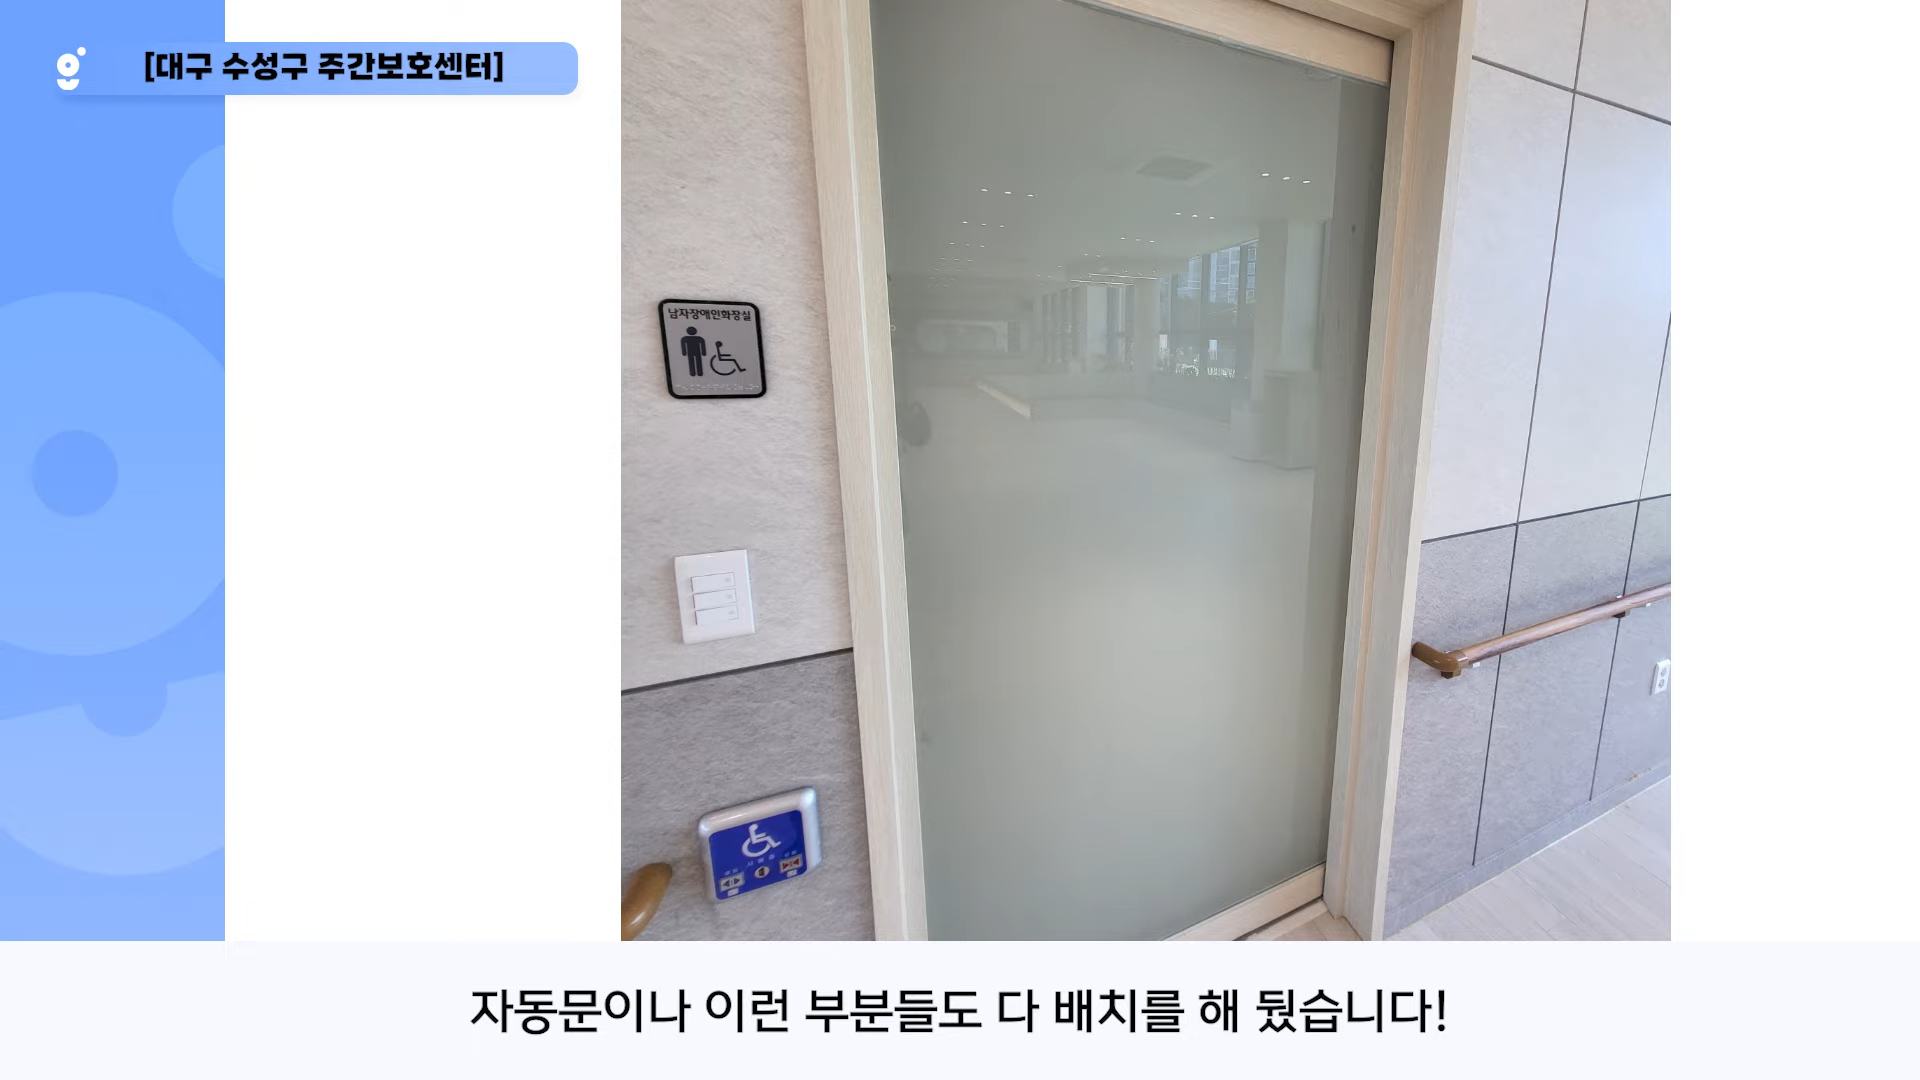 [대구 수성구 주간보호센터]
남자장애인화장실
자동문이나 이런 부분들도 다 배치를 해 뒀습니다!